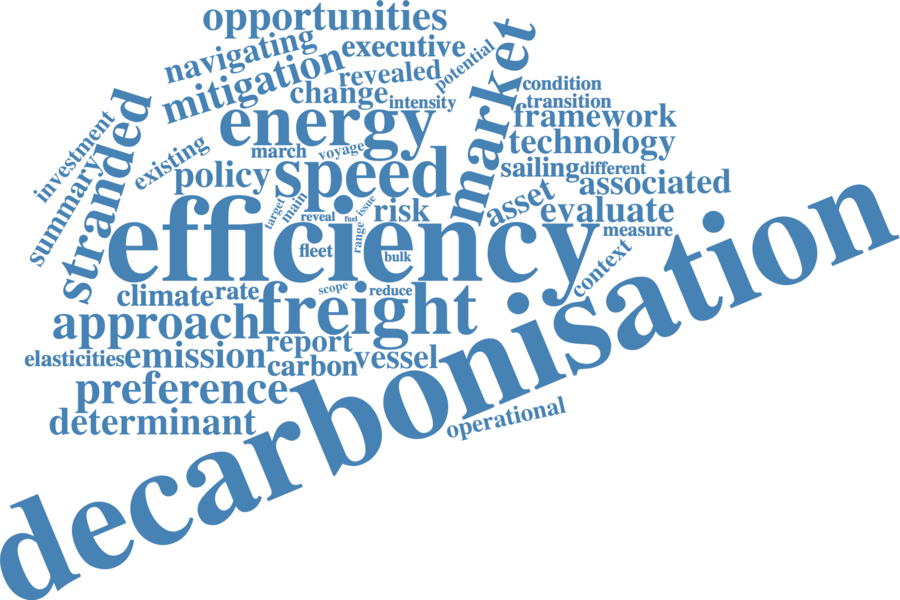 opportunities
navigating
executive
potential
market
mitigation
revealed
change
intensity
condition
transition
framework
energy
stranded
investment
summary
existing
march
voyage
technology
policy
speed
sailing
different
associated
target
main
reveal
fuel
issue
range
risk
asset
evaluate
measure
efficiency
fleet
bulk
context
decarbonisation
climate
rate
scope
reduce
freight
approach
report
elasticities
emission
carbon
vessel
preference
determinant
operational